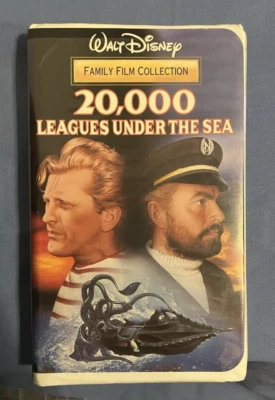 WALT DISNEY
FAMILY FILM COLLECTION
20,000
LEAGUES UNDER THE SEA
N